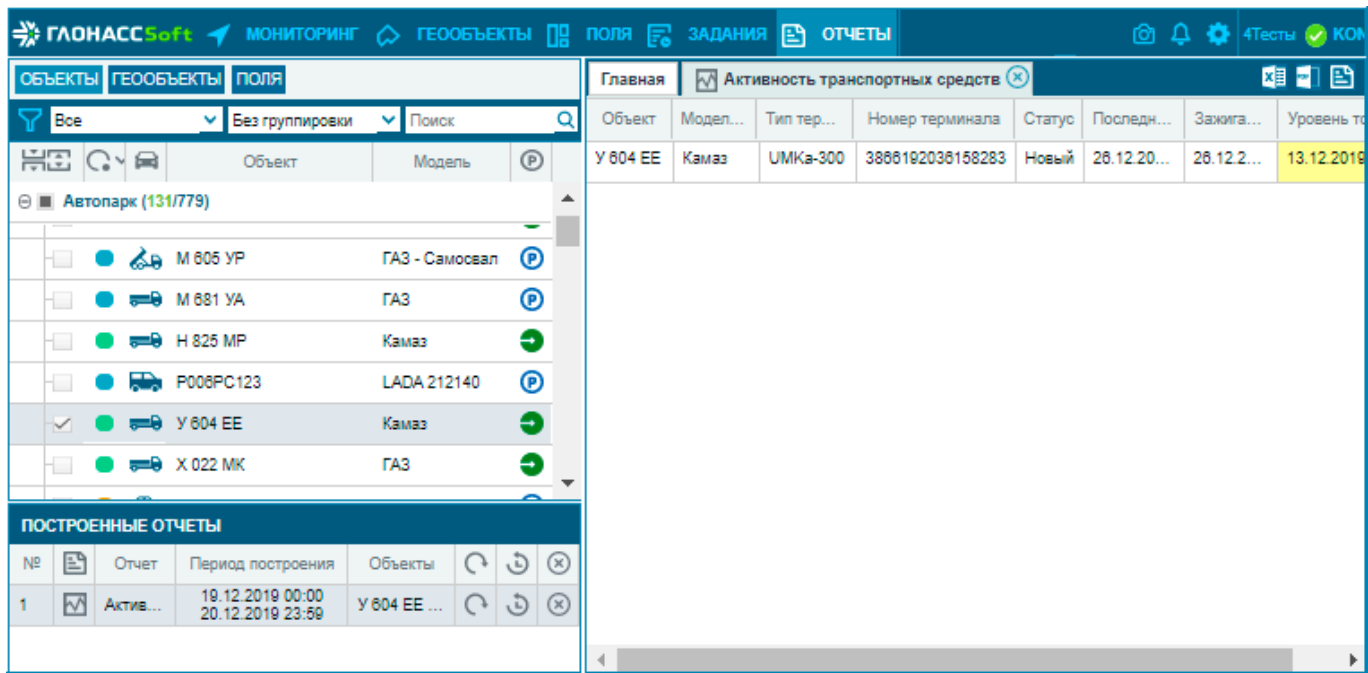 ГЛОНАССSoft МОНИТОРИНГ ГЕООБЪЕКТЫ ПОЛЯ ЗАДАНИЯ ОТЧЕТЫ 4Тесты КОМ
ОБЪЕКТЫ ГЕООБЪЕКТЫ ПОЛЯ
Все Без группировки Поиск
Объект Модель P
Автопарк (131/779)
М 605 УР ГАЗ - Самосвал P
М 681 УА ГАЗ P
Н 825 МР Камаз
Р006РС123 LADA 212140 P
У 604 ЕЕ Камаз
Х 022 МК ГАЗ
ПОСТРОЕННЫЕ ОТЧЕТЫ
№ Отчет Период построения Объекты
1 Актив... 19.12.2019 00:00 У 604 ЕЕ ...
20.12.2019 23:59
Главная Активность транспортных средств
Объект Модел... Тип тер... Номер терминала Статус Последн... Зажига... Уровень то
У 604 ЕЕ Камаз UMKa-300 3866192036158283 Новый 26.12.20... 26.12.2... 13.12.2019